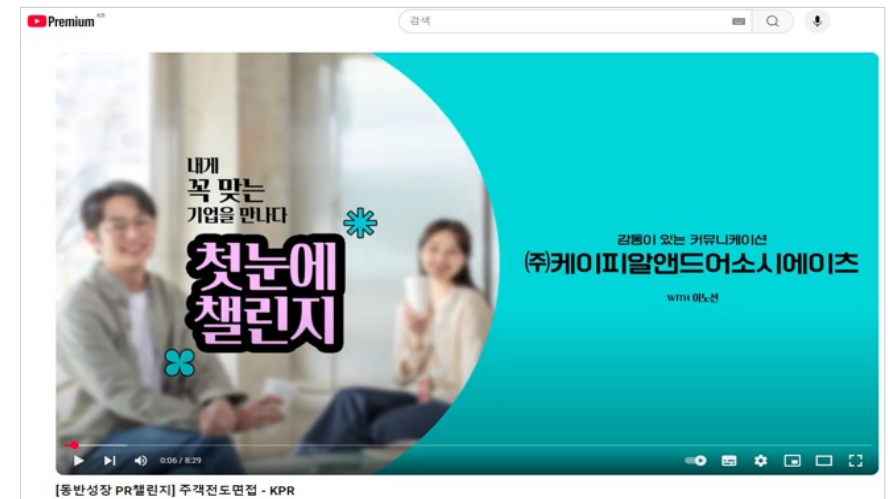 Premium KR
검색
내게
꼭 맞는
기업을 만나다
첫눈에
챌린지
감동이 있는 커뮤니케이션
㈜케이피알앤드어소시에이츠
WITH 이노션
0:06 / 8:29
[동반성장 PR챌린지] 주객전도면접 - KPR